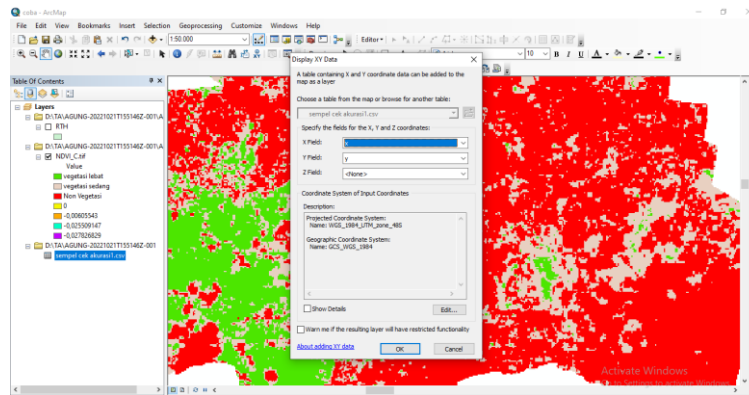 coba - ArcMap
File Edit View Bookmarks Insert Selection Geoprocessing Customize Windows Help
1:50.000
Editor
10
B I U A
Table Of Contents
Layers
D:\TA\AGUNG-20221021T155146Z-001\A
RTH
D:\TA\AGUNG-20221021T155146Z-001\A
NDVI_C.tif
Value
vegetasi lebat
vegetasi sedang
Non Vegetasi
0
-0,00605543
-0,025509147
-0,027826829
D:\TA\AGUNG-20221021T155146Z-001
sempel cek akurasi1.csv
Display XY Data
A table containing X and Y coordinate data can be added to the
map as a layer
Choose a table from the map or browse for another table:
sempel cek akurasi1.csv
Specify the fields for the X, Y and Z coordinates:
X Field:
x
Y Field:
y
Z Field:
<None>
Coordinate System of Input Coordinates
Description:
Projected Coordinate System:
Name: WGS_1984_UTM_zone_48S
Geographic Coordinate System:
Name: GCS_WGS_1984
Show Details
Edit...
Warn me if the resulting layer will have restricted functionality
About adding XY data
OK
Cancel
Activate Windows
Go to Settings to activate Windows.